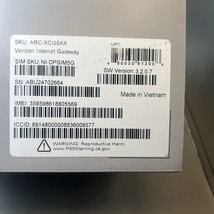 SKU: ARC-XCI55AX
Verizon Internet Gateway
UPC
SIM SKU: NI-DPSIM5G
SW Version: 3.2.0.7
SN: ABU24702664
Made in Vietnam
IMEI: 358598618805569
ICCID: 89148000008836008577
WARNING: Reproductive Harm
www.P65Warning.ca.gov